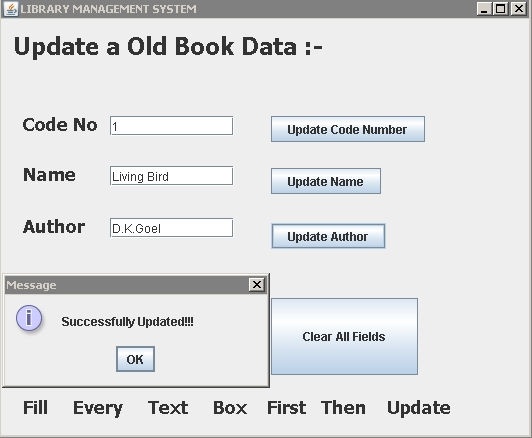 LIBRARY MANAGEMENT SYSTEM
Update a Old Book Data :-
Code No 1 Update Code Number
Name Living Bird Update Name
Author D.K.Goel Update Author
Message
Successfully Updated!!!
OK
Clear All Fields
Fill Every Text Box First Then Update